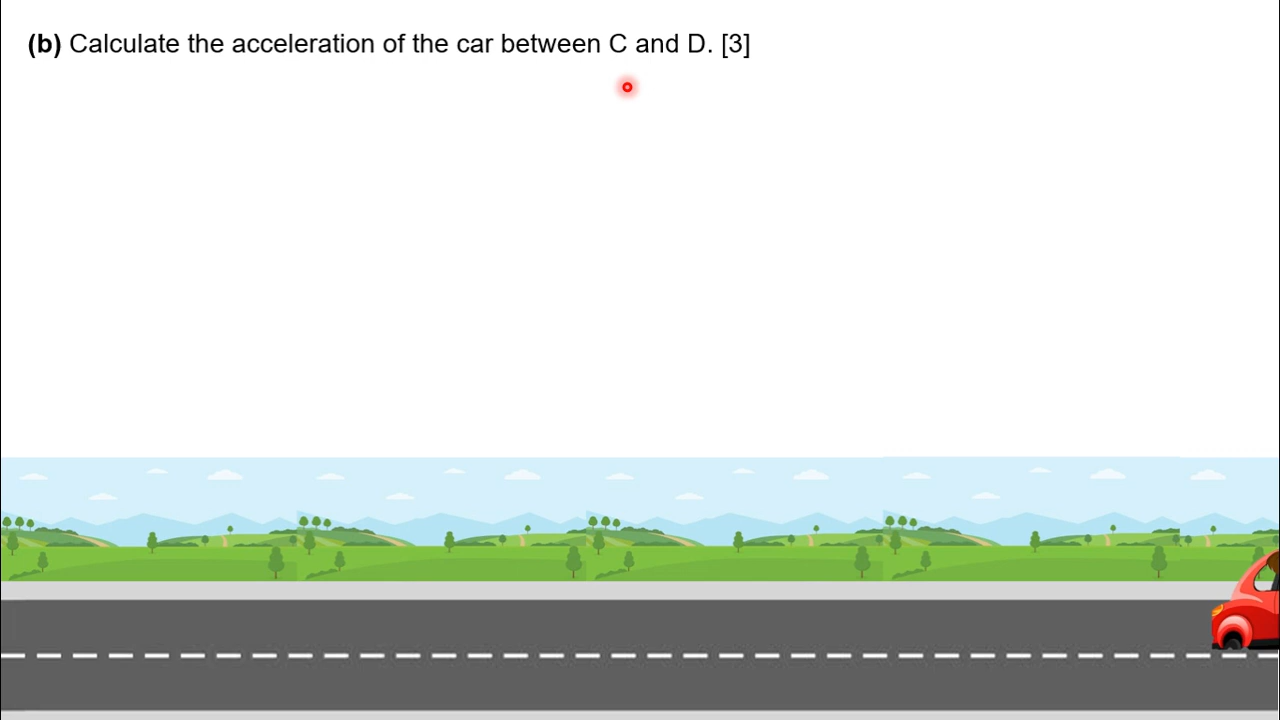 (b) Calculate the acceleration of the car between C and D. [3]